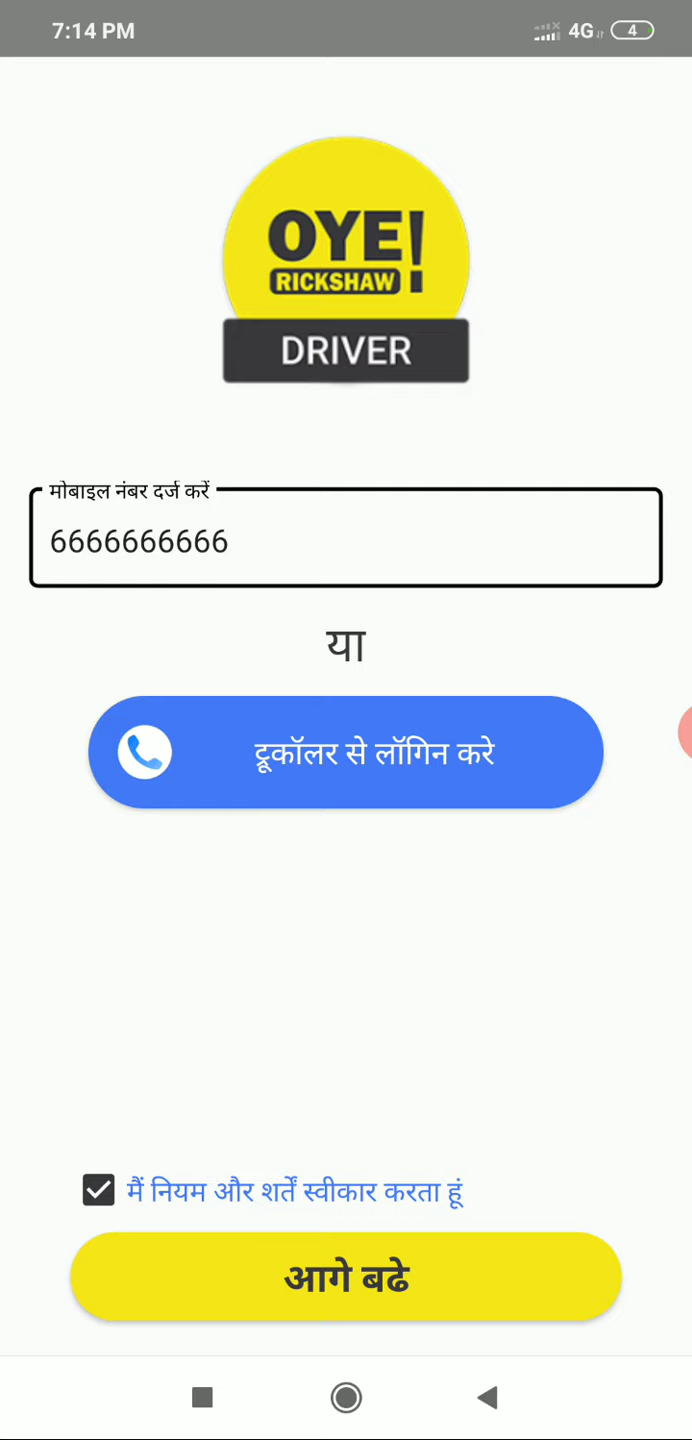 7:14 PM
4G
4
OYE!
RICKSHAW
DRIVER
मोबाइल नंबर दर्ज करें
6666666666
या
ट्रूकॉलर से लॉगिन करे
मैं नियम और शर्तें स्वीकार करता हूं
आगे बढे